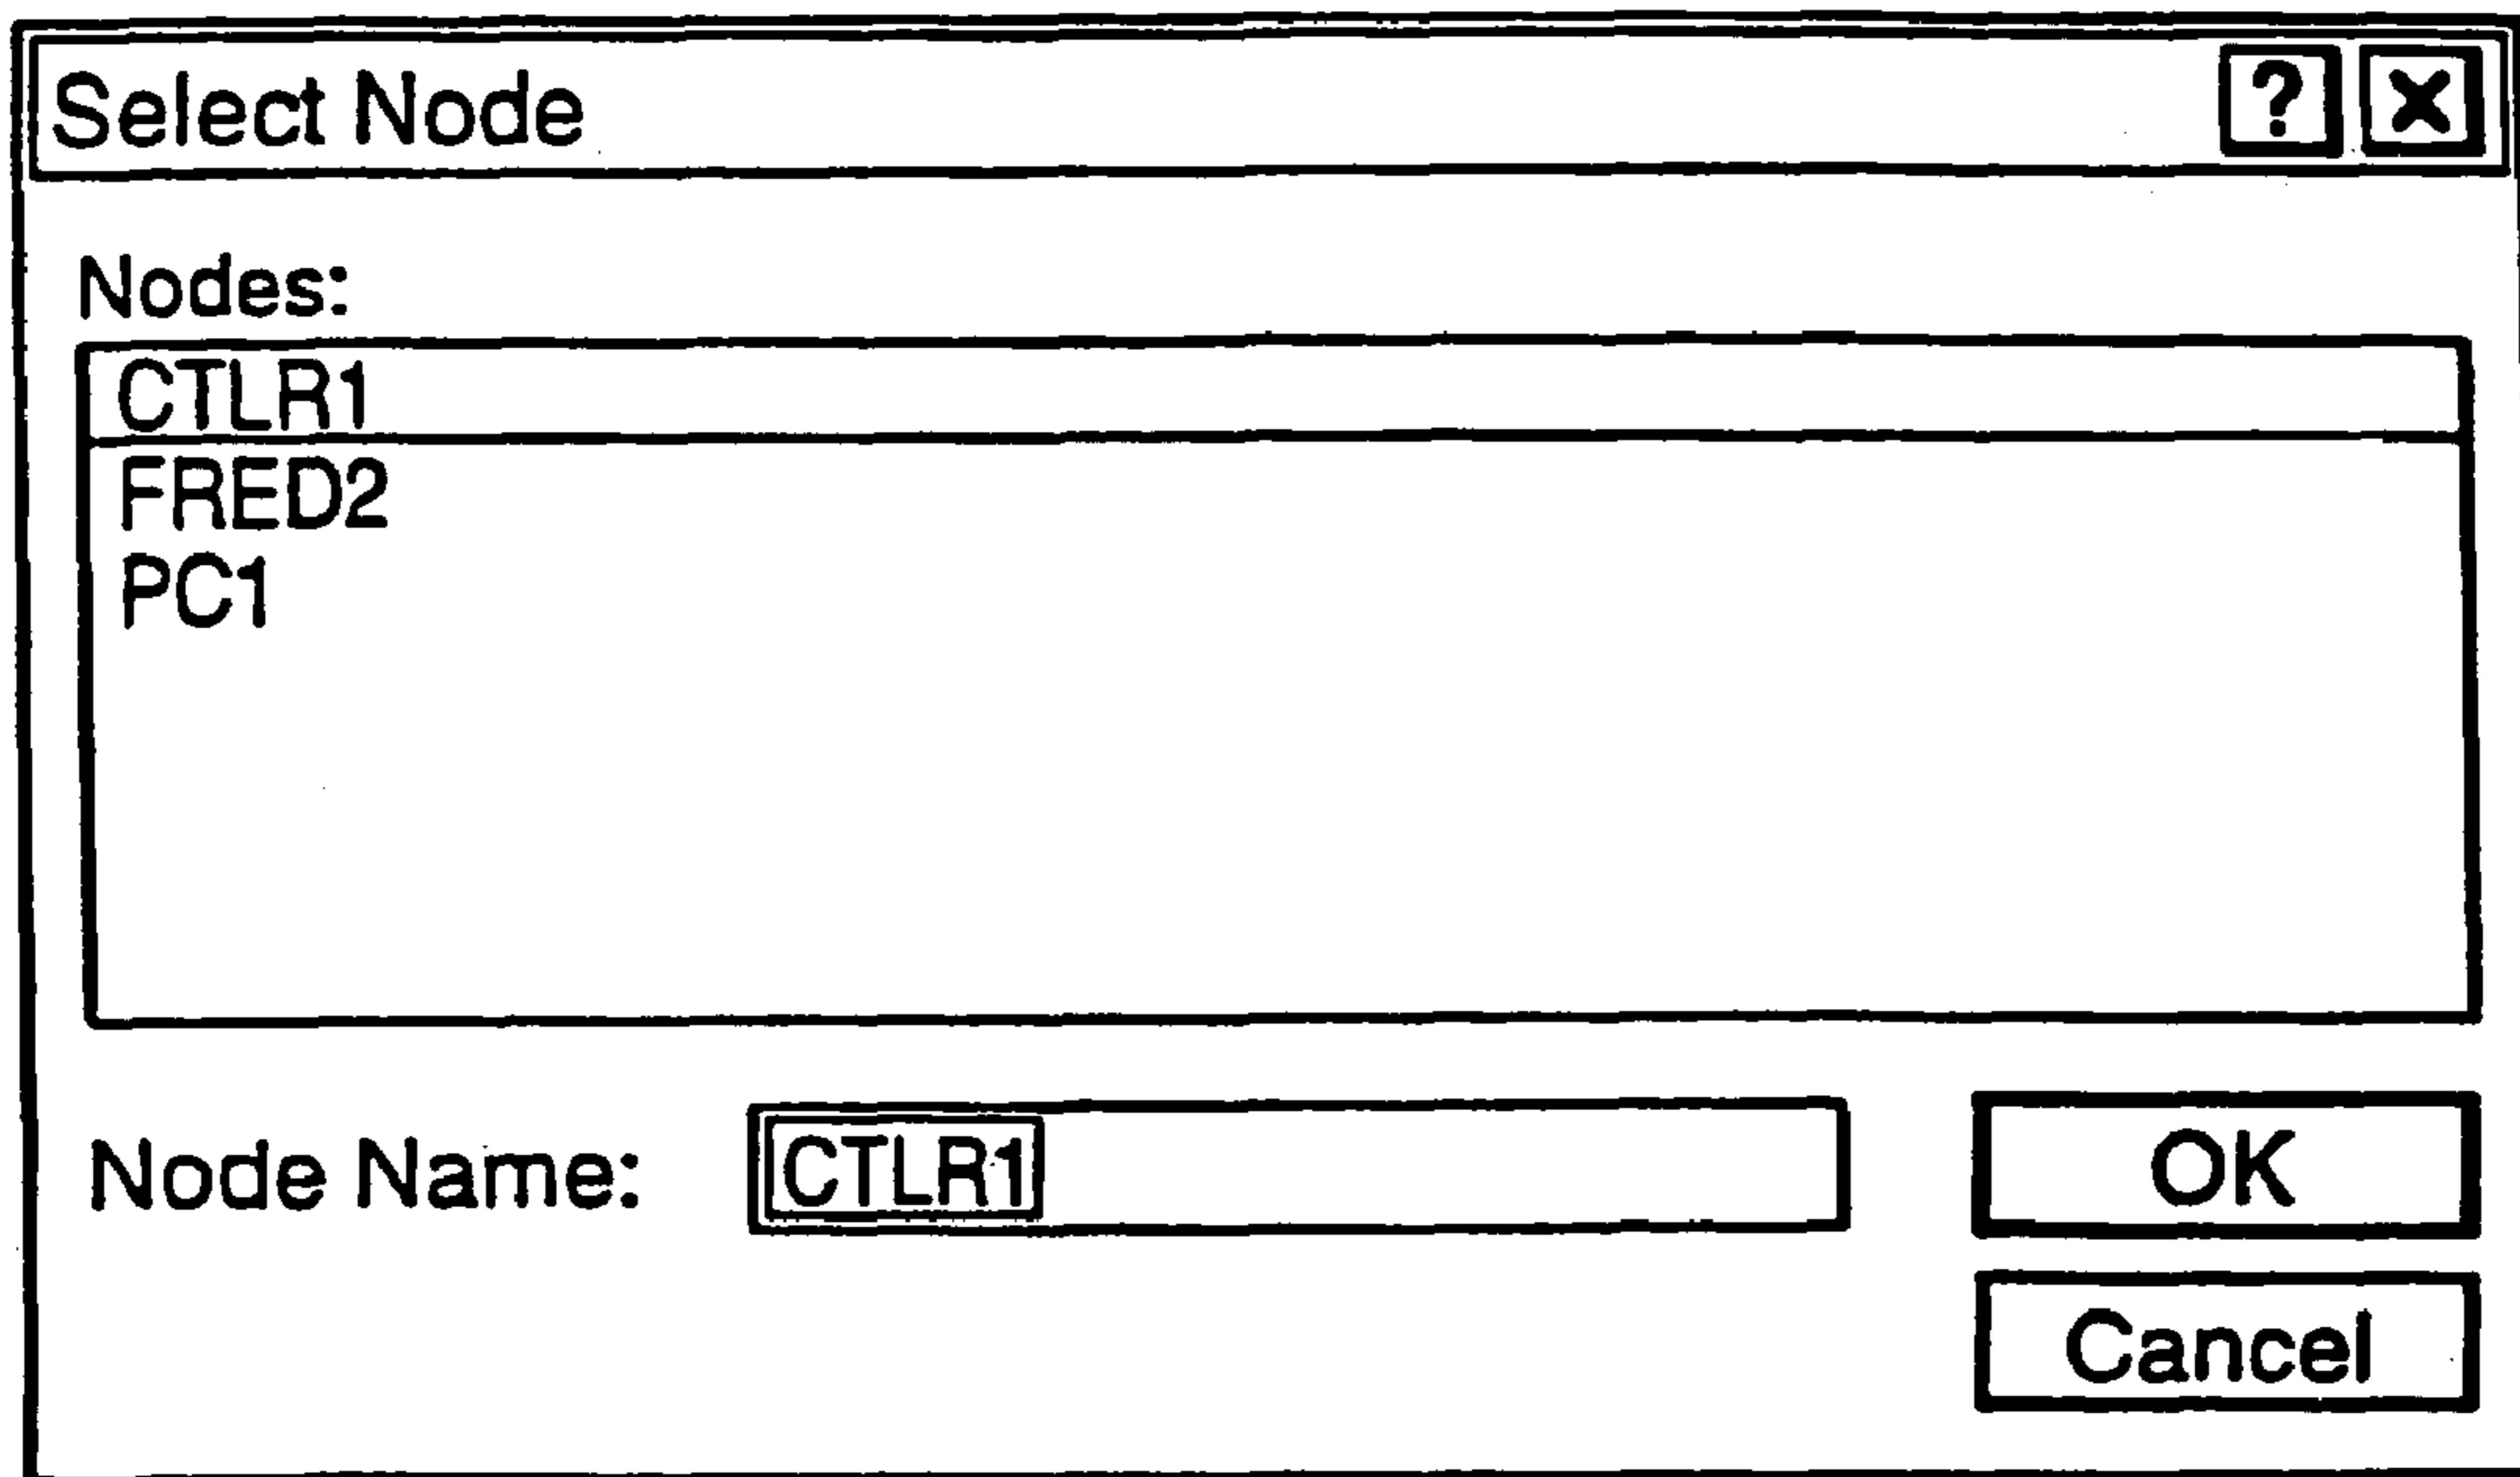 Select Node ?
Nodes:
CTLR1
FRED2
PC1
Node Name: CTLR1 OK
Cancel